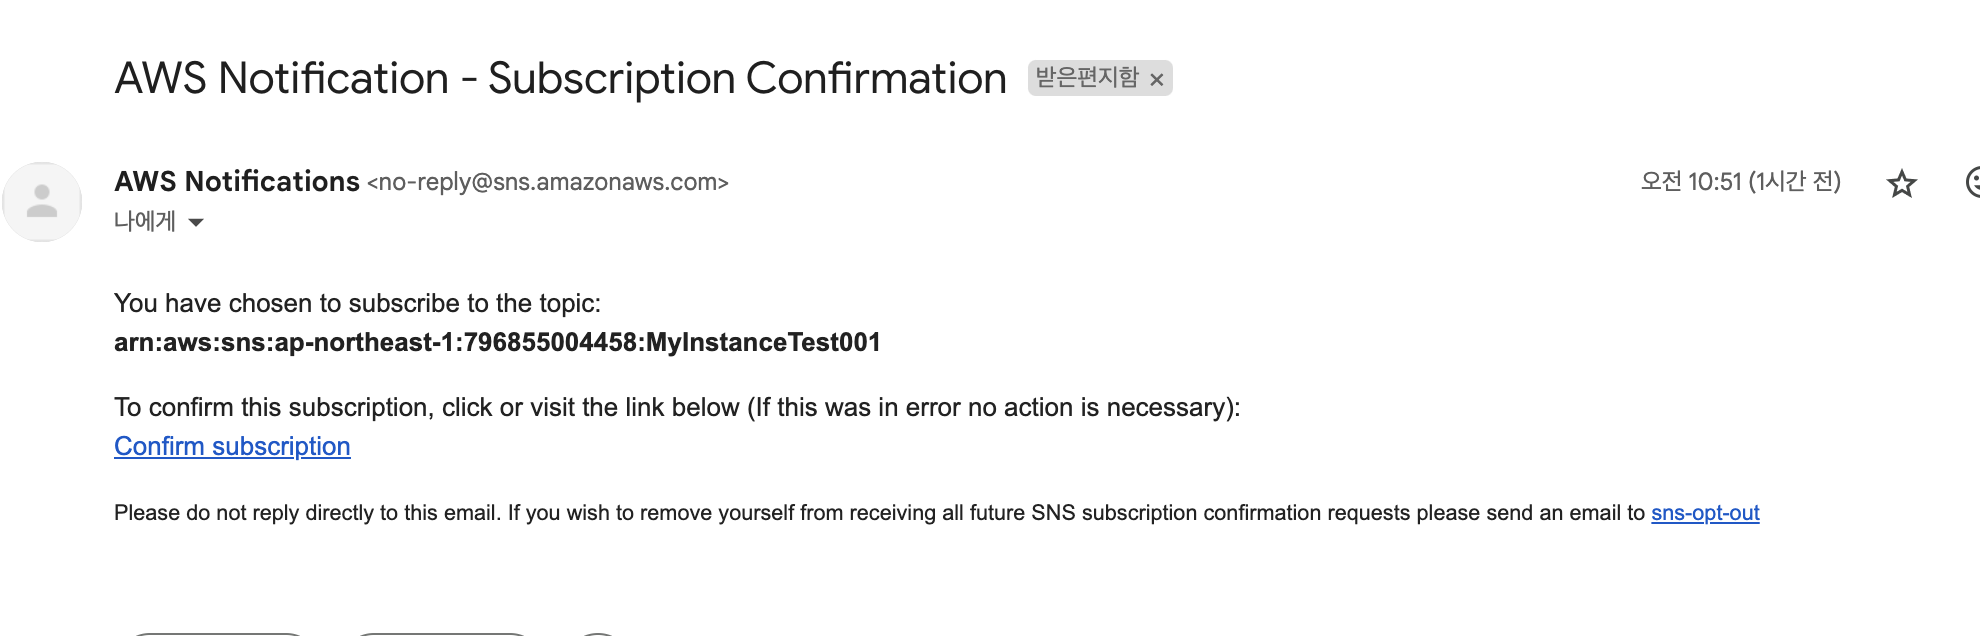 AWS Notification - Subscription Confirmation 받은편지함 ×
AWS Notifications <no-reply@sns.amazonaws.com> 오전 10:51 (1시간 전)
나에게
You have chosen to subscribe to the topic:
arn:aws:sns:ap-northeast-1:796855004458:MyInstanceTest001
To confirm this subscription, click or visit the link below (If this was in error no action is necessary):
Confirm subscription
Please do not reply directly to this email. If you wish to remove yourself from receiving all future SNS subscription confirmation requests please send an email to sns-opt-out